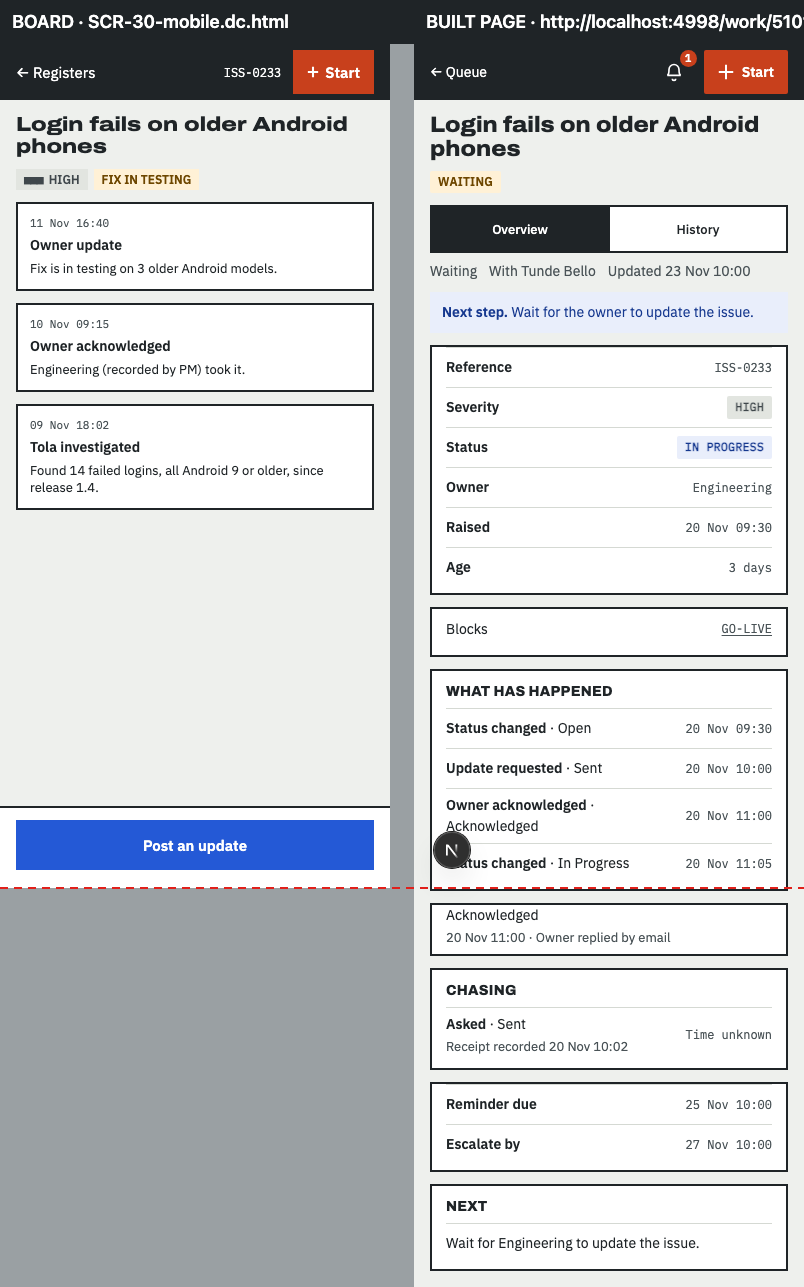 BOARD · SCR-30-mobile.dc.html
← Registers
ISS-0233
+ Start
Login fails on older Android
phones
HIGH
FIX IN TESTING
11 Nov 16:40
Owner update
Fix is in testing on 3 older Android models.
10 Nov 09:15
Owner acknowledged
Engineering (recorded by PM) took it.
09 Nov 18:02
Tola investigated
Found 14 failed logins, all Android 9 or older, since
release 1.4.
Post an update
BUILT PAGE · http://localhost:4998/work/510
← Queue
1
+ Start
Login fails on older Android
phones
WAITING
Overview
History
Waiting With Tunde Bello Updated 23 Nov 10:00
Next step. Wait for the owner to update the issue.
Reference ISS-0233
Severity HIGH
Status IN PROGRESS
Owner Engineering
Raised 20 Nov 09:30
Age 3 days
Blocks GO-LIVE
WHAT HAS HAPPENED
Status changed · Open 20 Nov 09:30
Update requested · Sent 20 Nov 10:00
Owner acknowledged ·
Acknowledged 20 Nov 11:00
N
changed · In Progress 20 Nov 11:05
Acknowledged
20 Nov 11:00 · Owner replied by email
CHASING
Asked · Sent
Receipt recorded 20 Nov 10:02
Time unknown
Reminder due 25 Nov 10:00
Escalate by 27 Nov 10:00
NEXT
Wait for Engineering to update the issue.